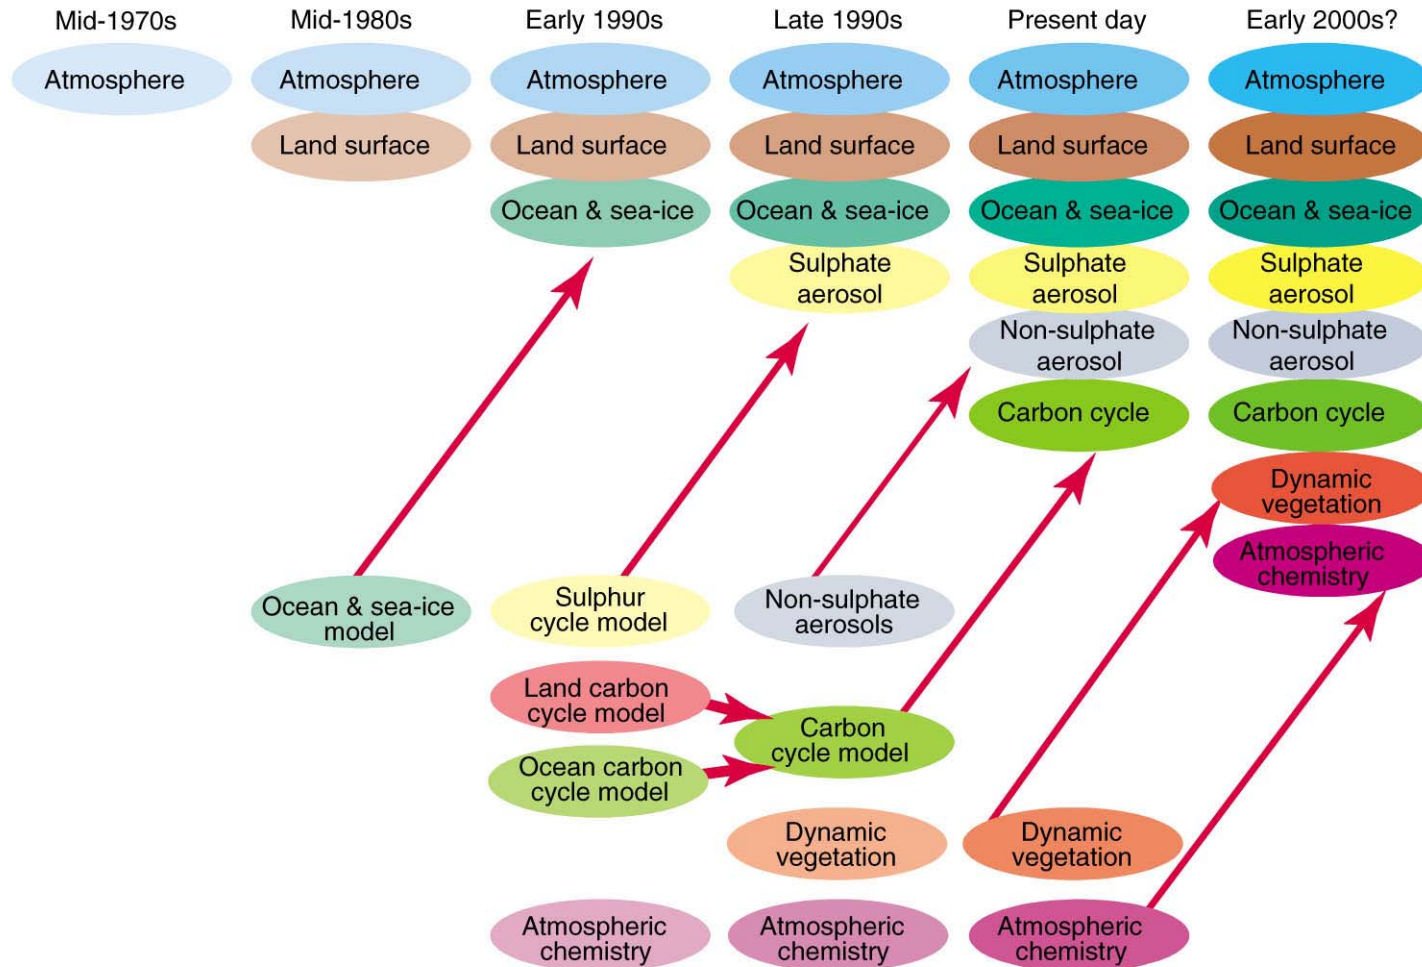 Mid-1970s
Mid-1980s
Early 1990s
Late 1990s
Present day
Early 2000s?
Atmosphere
Atmosphere
Atmosphere
Atmosphere
Atmosphere
Atmosphere
Land surface
Land surface
Land surface
Land surface
Land surface
Ocean & sea-ice
Ocean & sea-ice
Ocean & sea-ice
Ocean & sea-ice
Sulphate
aerosol
Sulphate
aerosol
Sulphate
aerosol
Non-sulphate
aerosol
Non-sulphate
aerosol
Carbon cycle
Carbon cycle
Dynamic
vegetation
Atmospheric
chemistry
Ocean & sea-ice
model
Sulphur
cycle model
Non-sulphate
aerosols
Land carbon
cycle model
Carbon
cycle model
Ocean carbon
cycle model
Dynamic
vegetation
Dynamic
vegetation
Atmospheric
chemistry
Atmospheric
chemistry
Atmospheric
chemistry